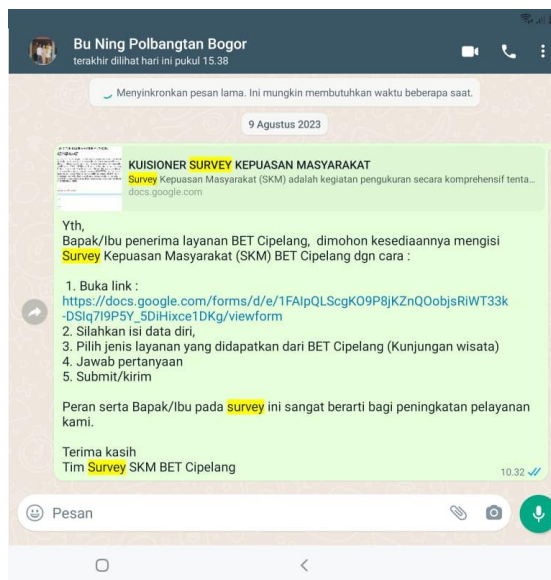 Bu Ning Polbangtan Bogor
terakhir dilihat hari ini pukul 15.38
Menyinkronkan pesan lama. Ini mungkin membutuhkan waktu beberapa saat.
9 Agustus 2023
KUISIONER SURVEY KEPUASAN MASYARAKAT
Survey Kepuasan Masyarakat (SKM) adalah kegiatan pengukuran secara komprehensif tenta...
docs.google.com
Yth,
Bapak/Ibu penerima layanan BET Cipelang, dimohon kesediaannya mengisi
Survey Kepuasan Masyarakat (SKM) BET Cipelang dgn cara :
1. Buka link :
https://docs.google.com/forms/d/e/1FAIpQLScgKO9P8jKZnQOobjsRiWT33k
-DSIq7I9P5Y_5DiHixce1DKg/viewform
2. Silahkan isi data diri,
3. Pilih jenis layanan yang didapatkan dari BET Cipelang (Kunjungan wisata)
4. Jawab pertanyaan
5. Submit/kirim
Peran serta Bapak/Ibu pada survey ini sangat berarti bagi peningkatan pelayanan
kami.
Terima kasih
Tim Survey SKM BET Cipelang
10.32
Pesan